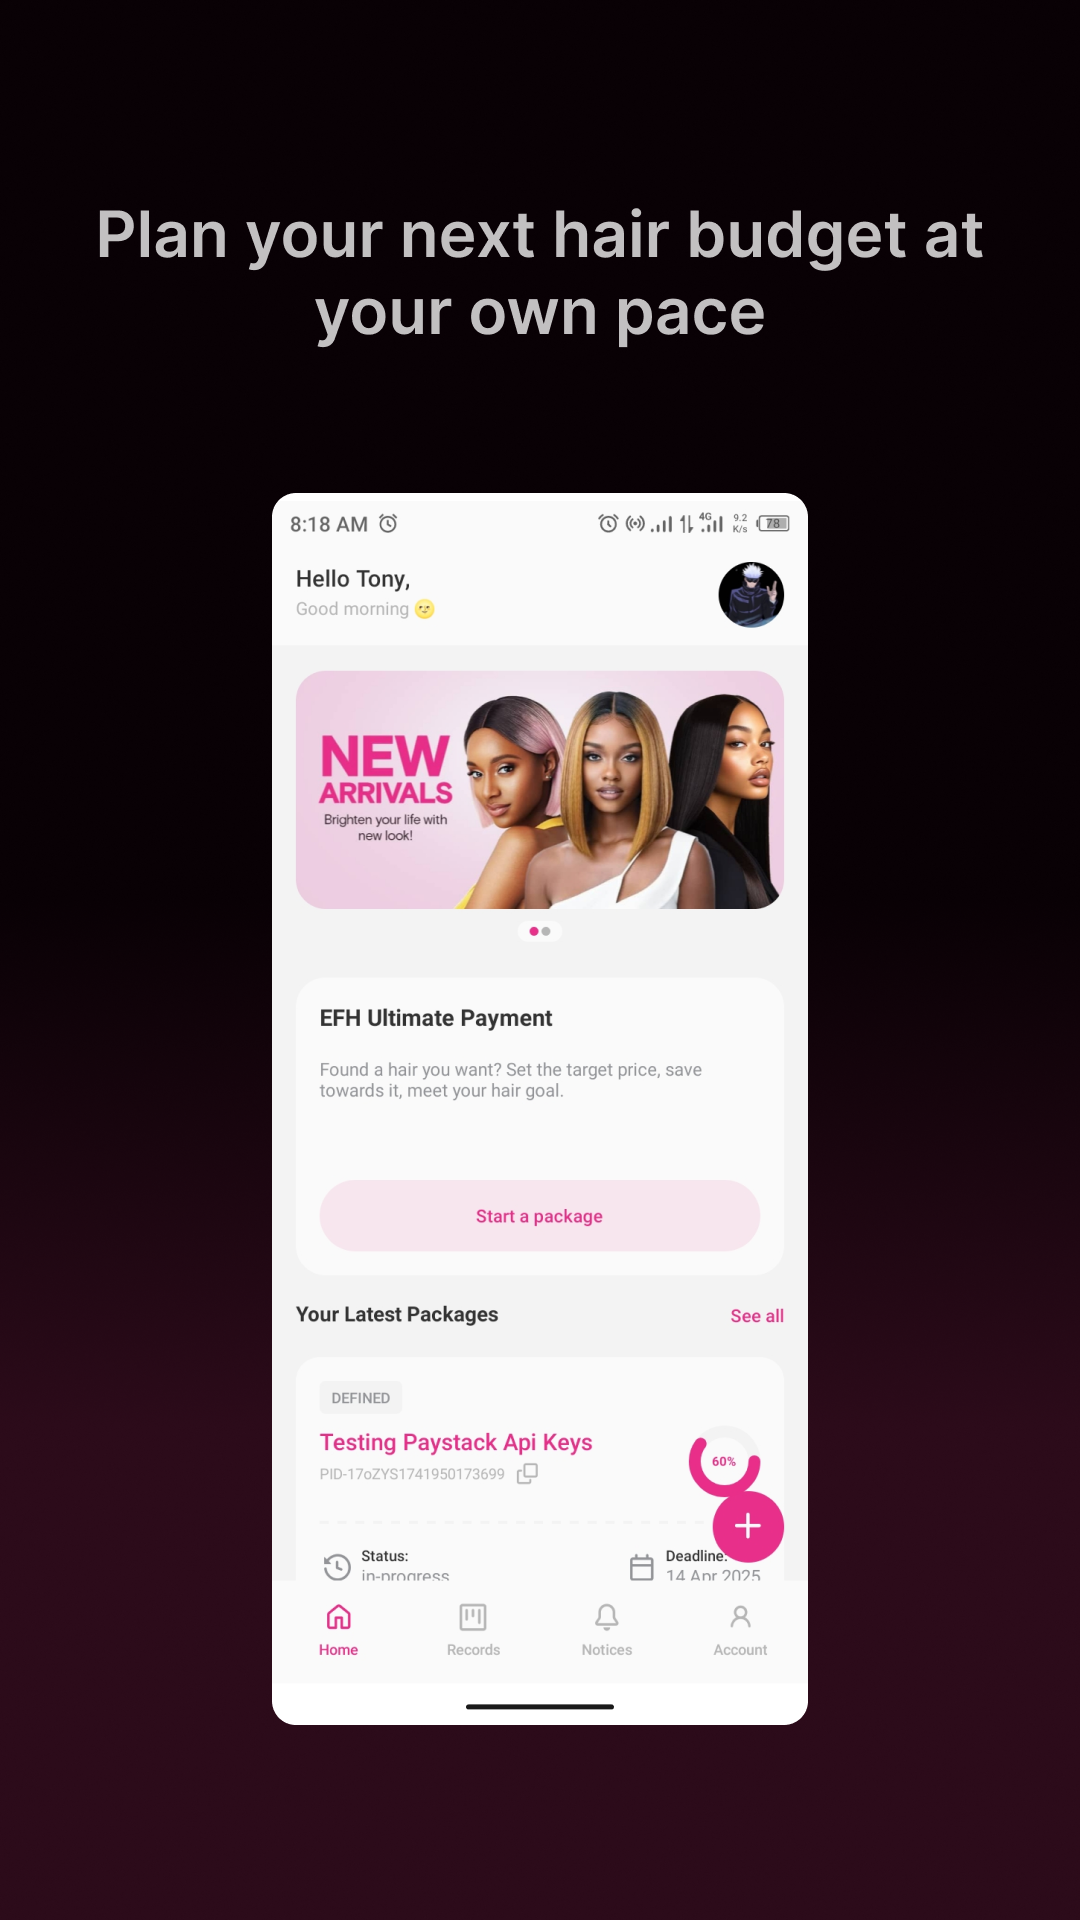 Plan your next hair budget at
your own pace
8:18 AM
4G
9.2
K/s
78
Hello Tony,
Good morning 🌝
NEW
ARRIVALS
Brighten your life with
new look!
EFH Ultimate Payment
Found a hair you want? Set the target price, save
towards it, meet your hair goal.
Start a package
Your Latest Packages
See all
DEFINED
Testing Paystack Api Keys
60%
PID-17oZYS1741950173699
Status:
Deadline:
in-progress
14 Apr 2025
Home
Records
Notices
Account